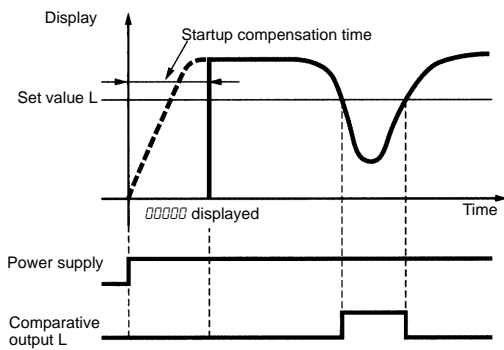 Display
Startup compensation time
Set value L
00000 displayed
Time
Power supply
Comparative
output L